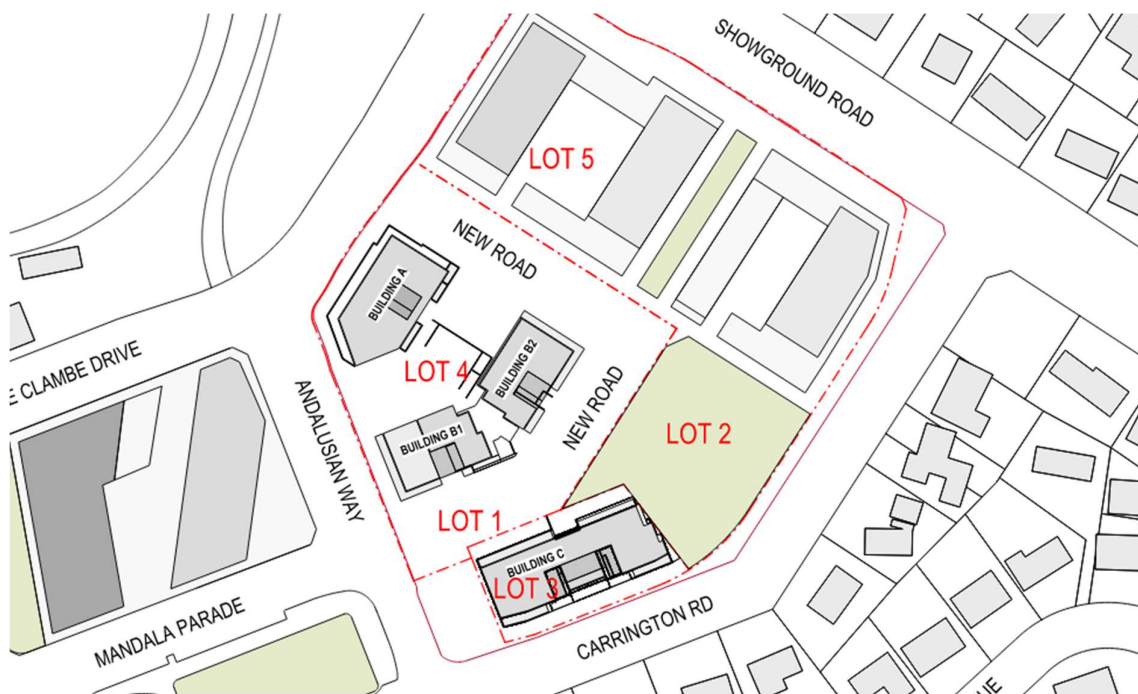 SHOWGROUND ROAD
LOT 5
NEW ROAD
BUILDING A
E CLAMBE DRIVE
LOT 4
BUILDING B2
ANDALUSIAN WAY
NEW ROAD
LOT 2
BUILDING B1
LOT 1
BUILDING C
LOT 3
MANDALA PARADE
CARRINGTON RD
UE